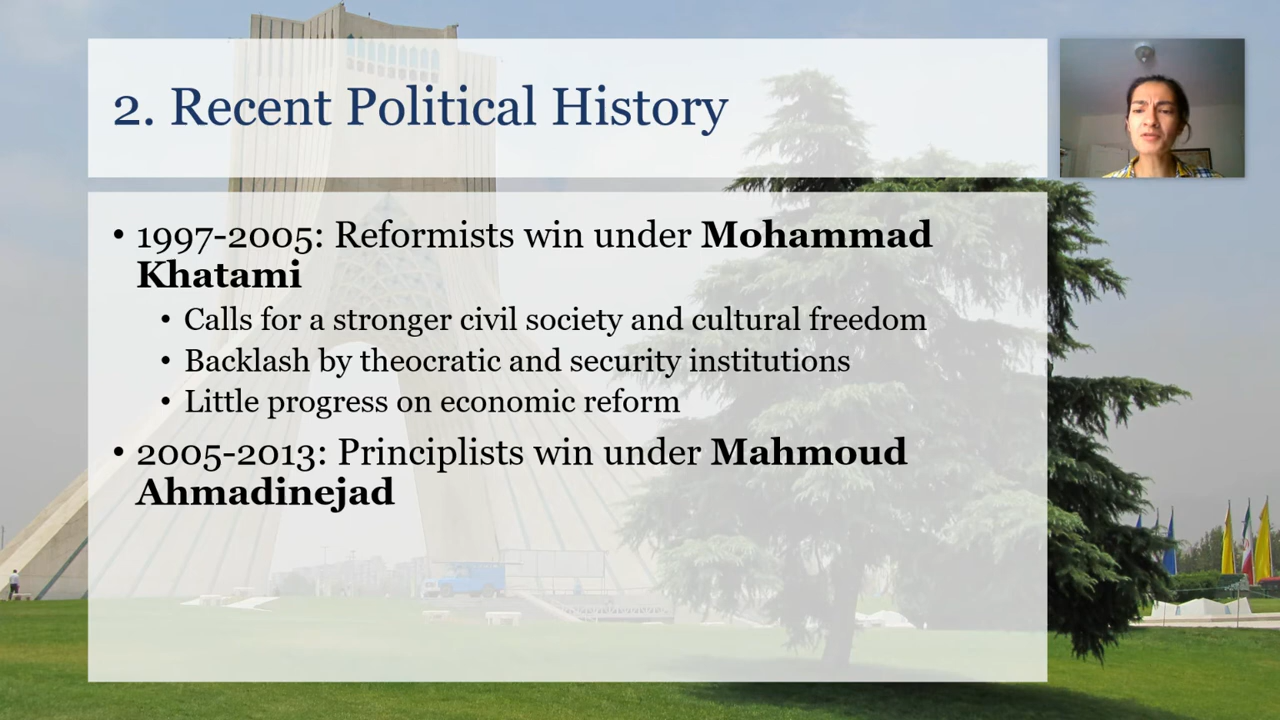 2. Recent Political History
• 1997-2005: Reformists win under Mohammad
Khatami
• Calls for a stronger civil society and cultural freedom
• Backlash by theocratic and security institutions
• Little progress on economic reform
• 2005-2013: Principlists win under Mahmoud
Ahmadinejad